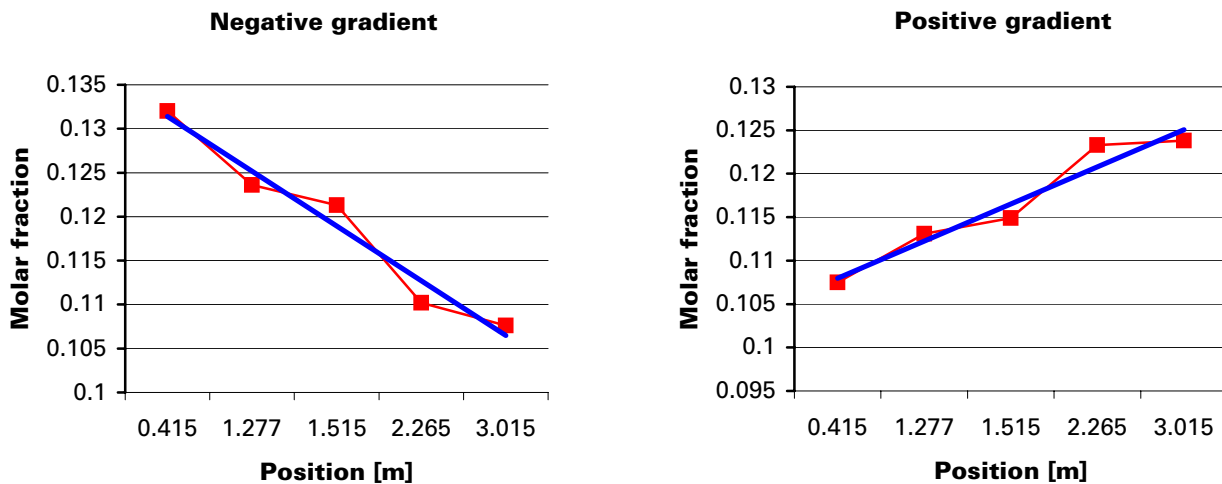 Negative gradient
Molar fraction
0.135
0.13
0.125
0.12
0.115
0.11
0.105
0.1
0.415 1.277 1.515 2.265 3.015
Position [m]
Positive gradient
Molar fraction
0.13
0.125
0.12
0.115
0.11
0.105
0.1
0.095
0.415 1.277 1.515 2.265 3.015
Position [m]